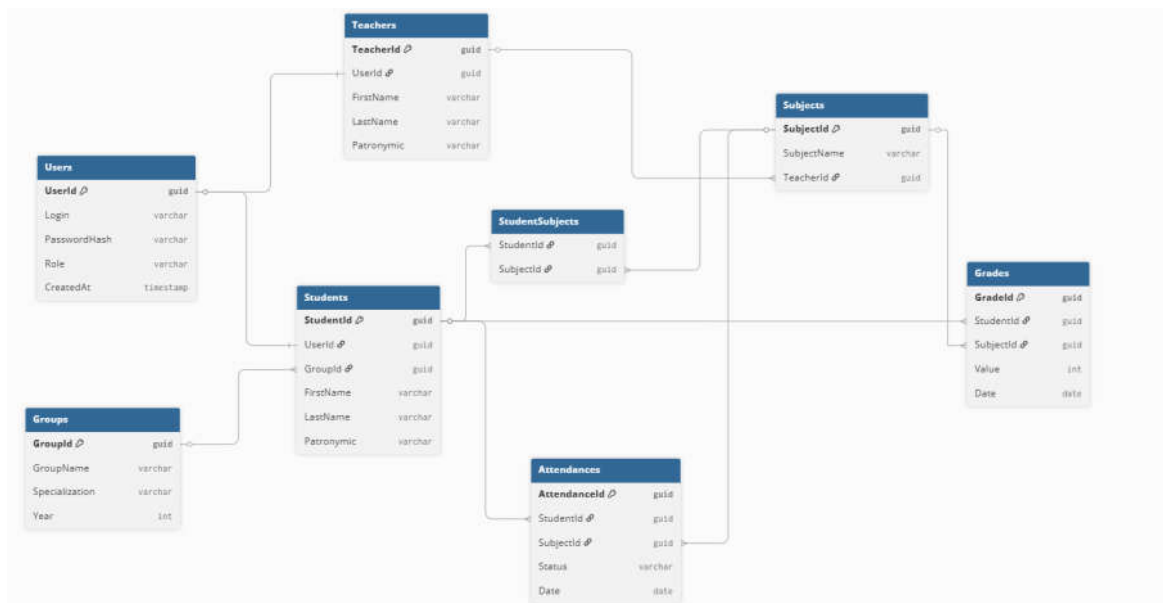 Teachers
TeacherId guid
UserId guid
FirstName varchar
LastName varchar
Patronymic varchar
Subjects
SubjectId guid
SubjectName varchar
TeacherId guid
Users
UserId guid
Login varchar
PasswordHash varchar
Role varchar
CreatedAt timestamp
StudentSubjects
StudentId guid
SubjectId guid
Grades
GradeId guid
StudentId guid
SubjectId guid
Value int
Date date
Students
StudentId guid
UserId guid
GroupId guid
FirstName varchar
LastName varchar
Patronymic varchar
Groups
GroupId guid
GroupName varchar
Specialization varchar
Year int
Attendances
AttendanceId guid
StudentId guid
SubjectId guid
Status varchar
Date date